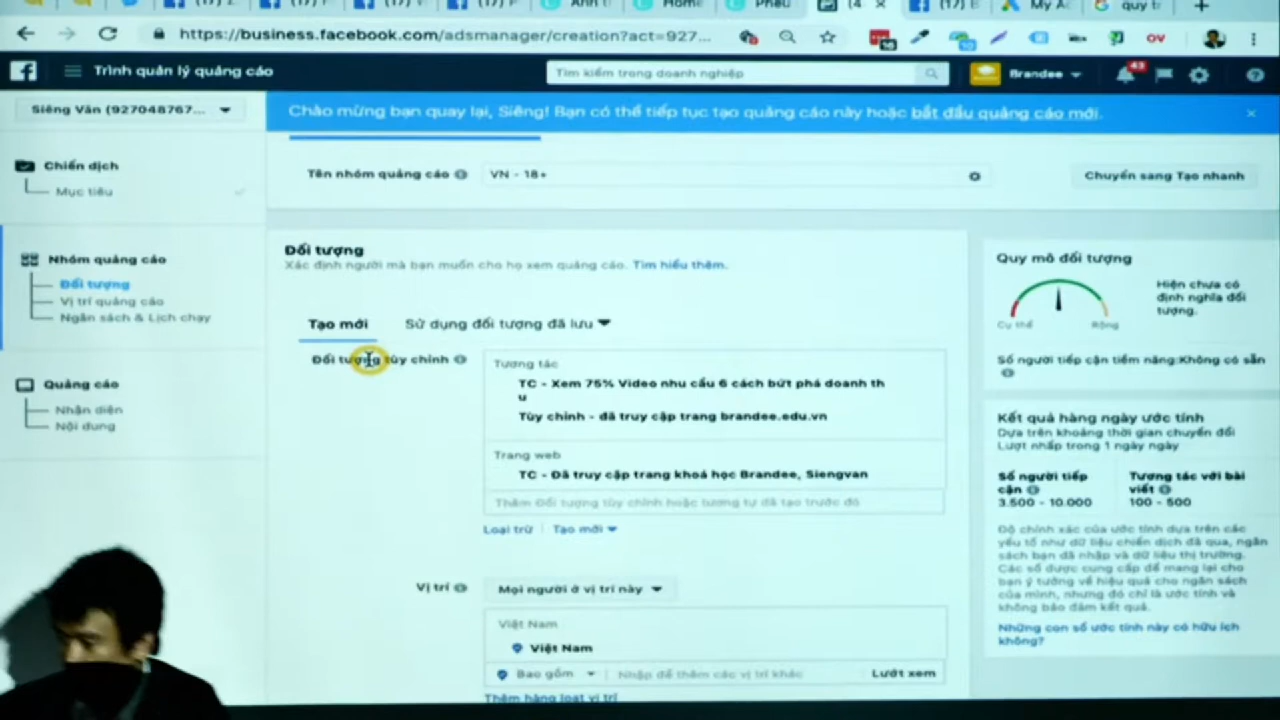 https://business.facebook.com/adsmanager/creation?act=927...
Trình quản lý quảng cáo
Tìm kiếm trong doanh nghiệp
Brandee
43
Siêng Văn (927048767...
Chào mừng bạn quay lại, Siêng! Bạn có thể tiếp tục tạo quảng cáo này hoặc bắt đầu quảng cáo mới.
Chiến dịch
Mục tiêu
Tên nhóm quảng cáo
VN - 18+
Chuyển sang Tạo nhanh
Nhóm quảng cáo
Đối tượng
Vị trí quảng cáo
Ngân sách & Lịch chạy
Quảng cáo
Nhận diện
Nội dung
Đối tượng
Xác định người mà bạn muốn cho họ xem quảng cáo. Tìm hiểu thêm.
Tạo mới
Sử dụng đối tượng đã lưu
Đối tượng tùy chỉnh
Tương tác
TC - Xem 75% Video nhu cầu 6 cách bứt phá doanh th
u
Tùy chỉnh - đã truy cập trang brandee.edu.vn
Trang web
TC - Đã truy cập trang khoá học Brandee, Siengvan
Thêm Đối tượng tùy chỉnh hoặc tương tự đã tạo trước đó
Loại trừ
Tạo mới
Vị trí
Mọi người ở vị trí này
Việt Nam
Việt Nam
Bao gồm
Nhập để thêm các vị trí khác
Lướt xem
Thêm hàng loạt vị trí
Quy mô đối tượng
Hiện chưa có
định nghĩa đối
tượng.
Cụ thể
Rộng
Số người tiếp cận tiềm năng:Không có sẵn
Kết quả hàng ngày ước tính
Dựa trên khoảng thời gian chuyển đổi
Lượt nhấp trong 1 ngày ngày
Số người tiếp
cận
3.500 - 10.000
Tương tác với bài
viết
100 - 500
Độ chính xác của ước tính dựa trên các
yếu tố như dữ liệu chiến dịch đã qua, ngân
sách bạn đã nhập và dữ liệu thị trường.
Các số được cung cấp để mang lại cho
bạn ý tưởng về hiệu quả cho ngân sách
của mình, nhưng đó chỉ là ước tính và
không bảo đảm kết quả.
Những con số ước tính này có hữu ích
không?